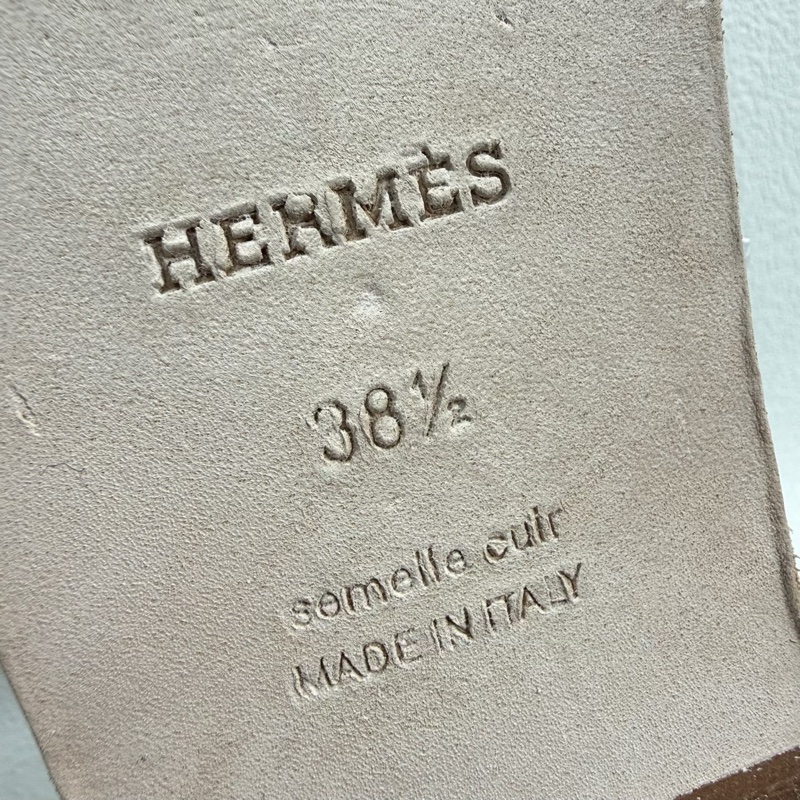 HERMÈS
38½
semelle cuir
MADE IN ITALY